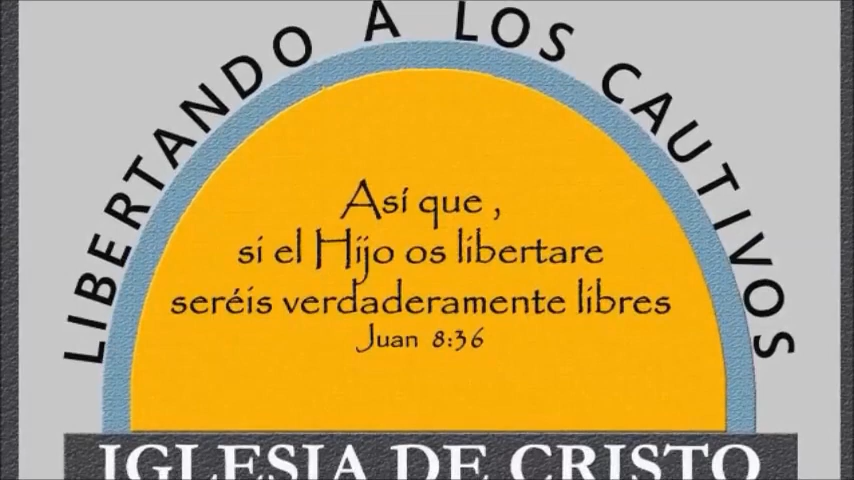 LIBERTANDO A LOS CAUTIVOS
Así que ,
si el Hijo os libertare
seréis verdaderamente libres
Juan 8:36
IGLESIA DE CRISTO